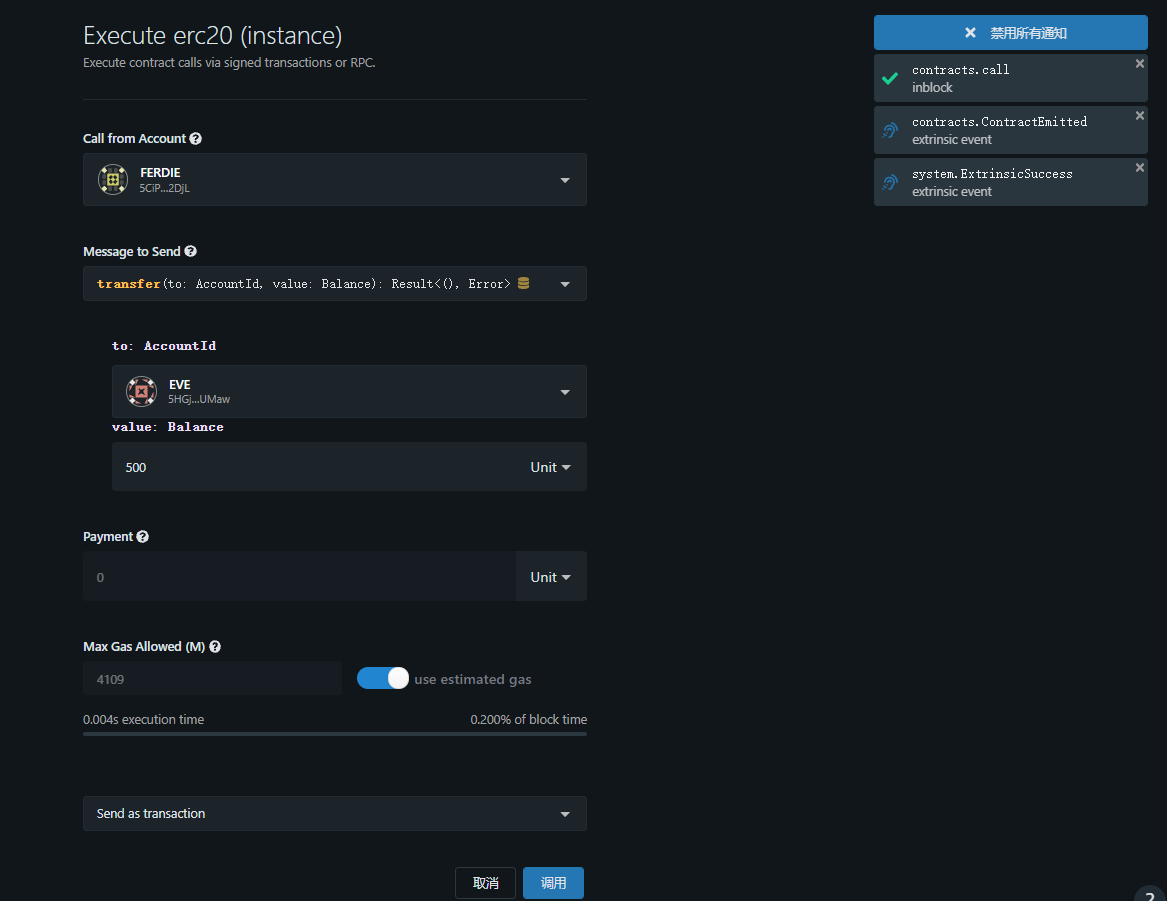 Execute erc20 (instance)
Execute contract calls via signed transactions or RPC.
Call from Account
FERDIE
5CiP...2DjL
Message to Send
transfer(to: AccountId, value: Balance): Result<(), Error>
to: AccountId
EVE
5HGj...UMaw
value: Balance
500 Unit
Payment
0 Unit
Max Gas Allowed (M)
4109 use estimated gas
0.004s execution time 0.200% of block time
Send as transaction
取消 调用
禁用所有通知
contracts.call
inblock
contracts.ContractEmitted
extrinsic event
system.ExtrinsicSuccess
extrinsic event